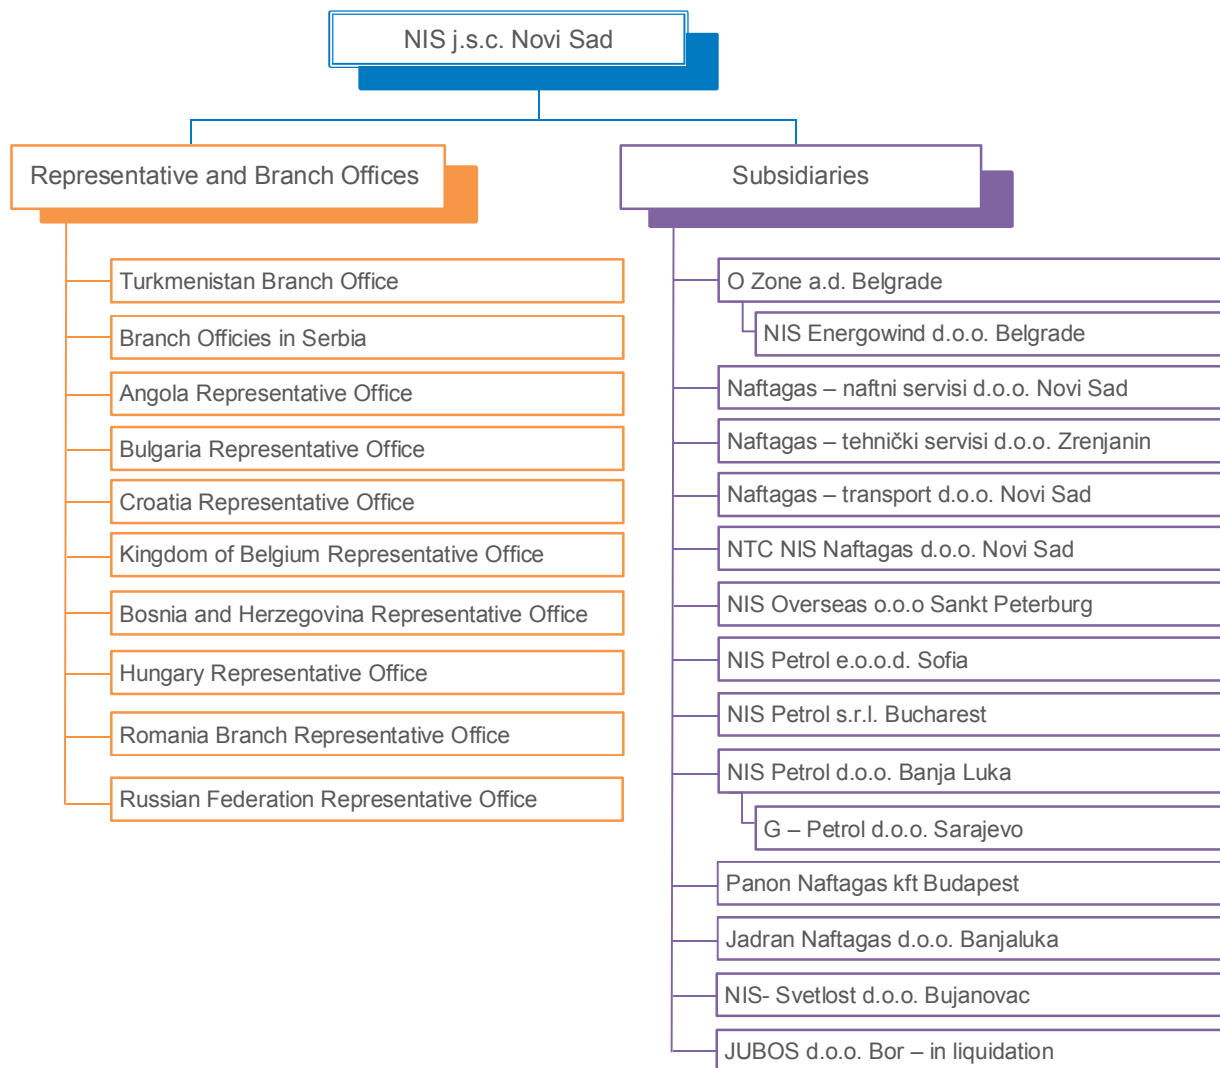 NIS j.s.c. Novi Sad
Representative and Branch Offices
Turkmenistan Branch Office
Branch Officies in Serbia
Angola Representative Office
Bulgaria Representative Office
Croatia Representative Office
Kingdom of Belgium Representative Office
Bosnia and Herzegovina Representative Office
Hungary Representative Office
Romania Branch Representative Office
Russian Federation Representative Office
Subsidiaries
O Zone a.d. Belgrade
NIS Energowind d.o.o. Belgrade
Naftagas – naftni servisi d.o.o. Novi Sad
Naftagas – tehnički servisi d.o.o. Zrenjanin
Naftagas – transport d.o.o. Novi Sad
NTC NIS Naftagas d.o.o. Novi Sad
NIS Overseas o.o.o Sankt Peterburg
NIS Petrol e.o.o.d. Sofia
NIS Petrol s.r.l. Bucharest
NIS Petrol d.o.o. Banja Luka
G – Petrol d.o.o. Sarajevo
Panon Naftagas kft Budapest
Jadran Naftagas d.o.o. Banjaluka
NIS- Svetlost d.o.o. Bujanovac
JUBOS d.o.o. Bor – in liquidation